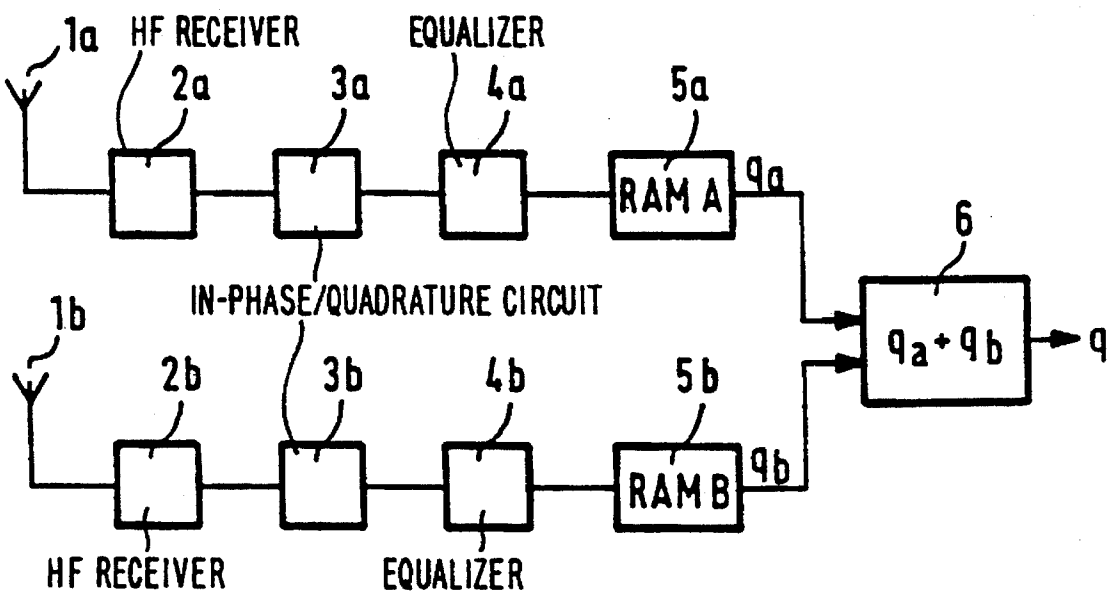 1a HF RECEIVER EQUALIZER
2a 3a 4a 5a
RAM A qa
6
IN-PHASE/QUADRATURE CIRCUIT
1b
qa + qb q
2b 3b 4b 5b
RAM B qb
HF RECEIVER EQUALIZER